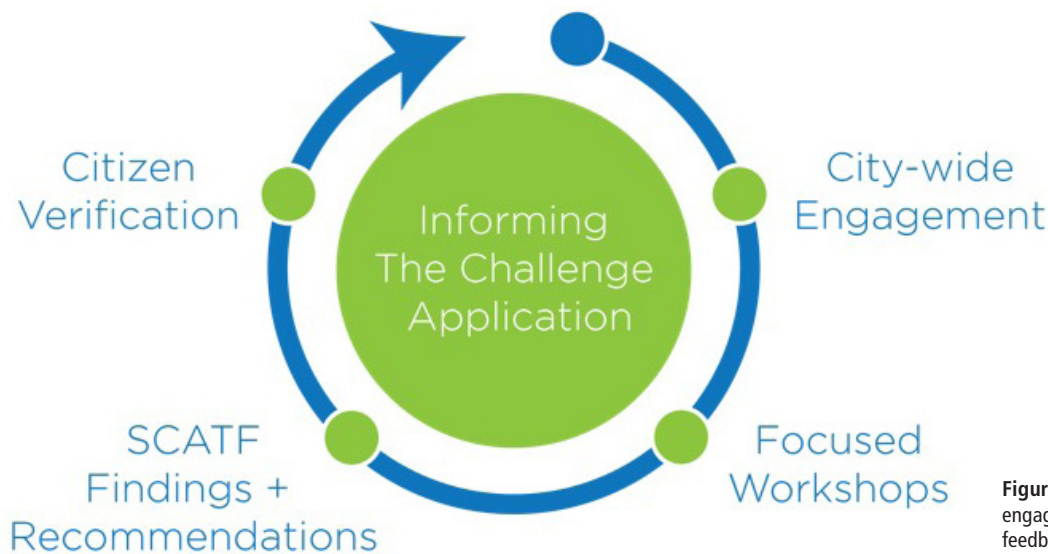 Informing
The Challenge
Application
City-wide
Engagement
Focused
Workshops
SCATF
Findings +
Recommendations
Citizen
Verification